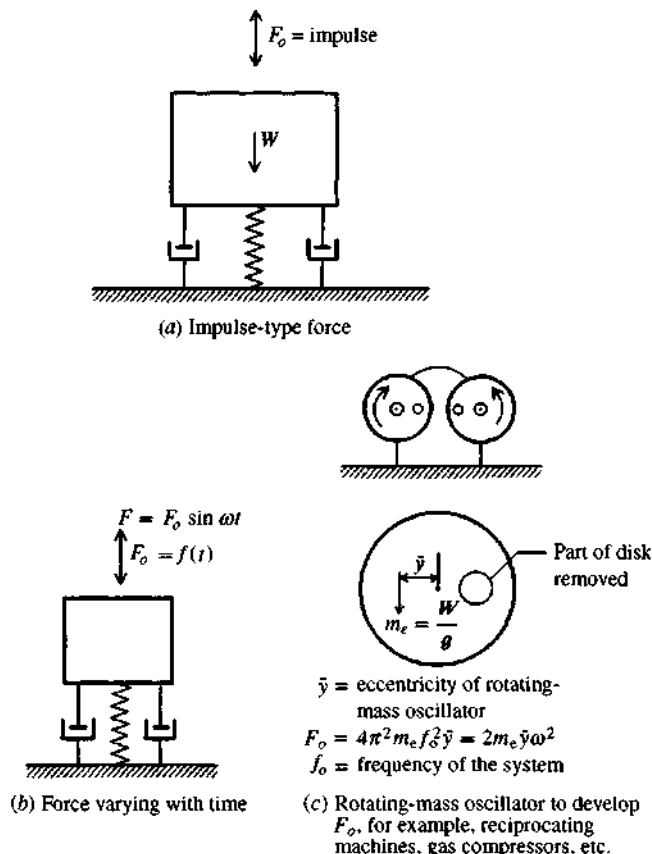 F_o = impulse
W
(a) Impulse-type force
F = F_o sin ωt
F_o = f(t)
(b) Force varying with time
Part of disk
removed
ȳ
m_e = W/g
ȳ = eccentricity of rotating-
mass oscillator
F_o = 4π²m_e f_o² ȳ = 2m_e ȳω²
f_o = frequency of the system
(c) Rotating-mass oscillator to develop
F_o, for example, reciprocating
machines, gas compressors, etc.